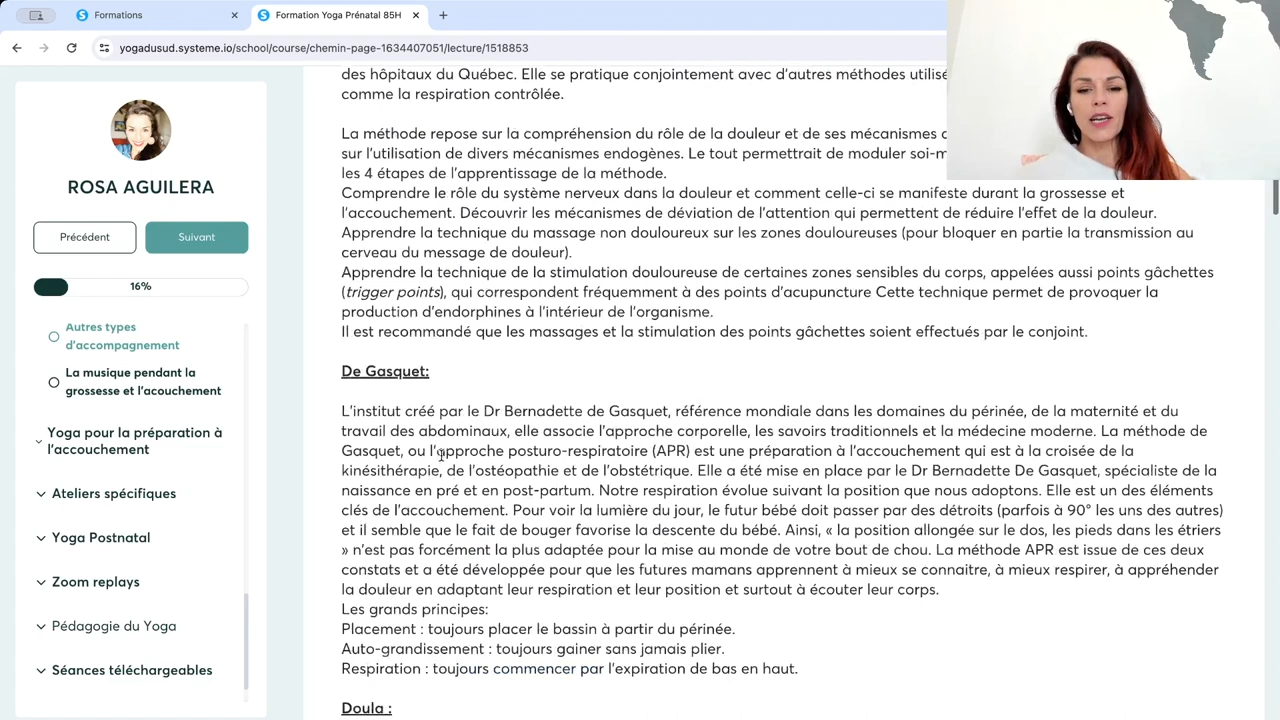 Formations
Formation Yoga Prénatal 85H
yogadusud.systeme.io/school/course/chemin-page-1634407051/lecture/1518853
ROSA AGUILERA
Précédent
Suivant
16%
Autres types
d'accompagnement
La musique pendant la
grossesse et l'acouchement
Yoga pour la préparation à
l'accouchement
Ateliers spécifiques
Yoga Postnatal
Zoom replays
Pédagogie du Yoga
Séances téléchargeables
des hôpitaux du Québec. Elle se pratique conjointement avec d'autres méthodes
comme la respiration contrôlée.
La méthode repose sur la compréhension du rôle de la douleur et de ses mécanismes
sur l'utilisation de divers mécanismes endogènes. Le tout permettrait de moduler
les 4 étapes de l'apprentissage de la méthode.
Comprendre le rôle du système nerveux dans la douleur et comment celle-ci se manifeste durant la grossesse et
l'accouchement. Découvrir les mécanismes de déviation de l'attention qui permettent de réduire l'effet de la douleur.
Apprendre la technique du massage non douloureux sur les zones douloureuses (pour bloquer en partie la transmission au
cerveau du message de douleur).
Apprendre la technique de la stimulation douloureuse de certaines zones sensibles du corps, appelées aussi points gâchettes
(trigger points), qui correspondent fréquemment à des points d'acupuncture Cette technique permet de provoquer la
production d'endorphines à l'intérieur de l'organisme.
Il est recommandé que les massages et la stimulation des points gâchettes soient effectués par le conjoint.
De Gasquet:
L'institut créé par le Dr Bernadette de Gasquet, référence mondiale dans les domaines du périnée, de la maternité et du
travail des abdominaux, elle associe l'approche corporelle, les savoirs traditionnels et la médecine moderne. La méthode de
Gasquet, ou l'approche posturo-respiratoire (APR) est une préparation à l'accouchement qui est à la croisée de la
kinésithérapie, de l'ostéopathie et de l'obstétrique. Elle a été mise en place par le Dr Bernadette De Gasquet, spécialiste de la
naissance en pré et en post-partum. Notre respiration évolue suivant la position que nous adoptons. Elle est un des éléments
clés de l'accouchement. Pour voir la lumière du jour, le futur bébé doit passer par des détroits (parfois à 90° les uns des autres)
et il semble que le fait de bouger favorise la descente du bébé. Ainsi, « la position allongée sur le dos, les pieds dans les étriers
» n'est pas forcément la plus adaptée pour la mise au monde de votre bout de chou. La méthode APR est issue de ces deux
constats et a été développée pour que les futures mamans apprennent à mieux se connaitre, à mieux respirer, à appréhender
la douleur en adaptant leur respiration et leur position et surtout à écouter leur corps.
Les grands principes:
Placement : toujours placer le bassin à partir du périnée.
Auto-grandissement : toujours gainer sans jamais plier.
Respiration : toujours commencer par l'expiration de bas en haut.
Doula :